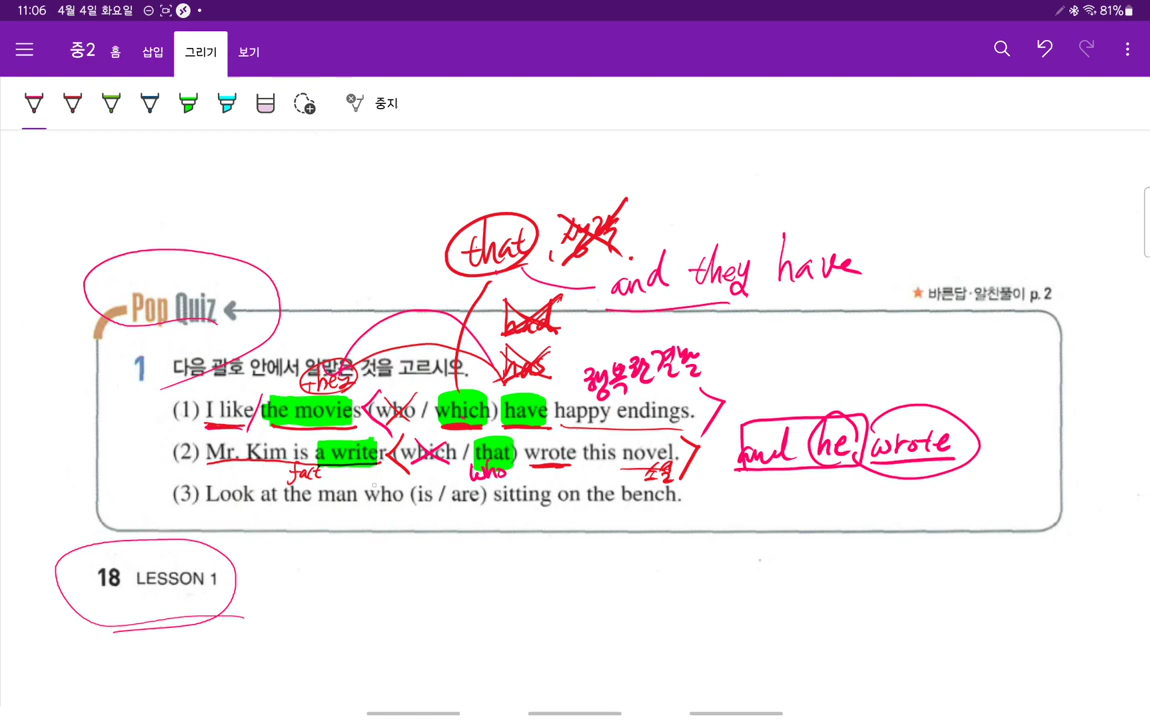 11:06 4월 4일 화요일 81%
중2 홈 삽입 그리기 보기
중지
that,
and they have
Pop Quiz
★ 바른답·알찬풀이 p. 2
has
1 다음 괄호 안에서 알맞은 것을 고르시오.
they
행복한 결말
(1) I like the movies (who / which) have happy endings.
and he wrote
(2) Mr. Kim is a writer (which / that) wrote this novel.
fact who 소설
(3) Look at the man who (is / are) sitting on the bench.
18 LESSON 1